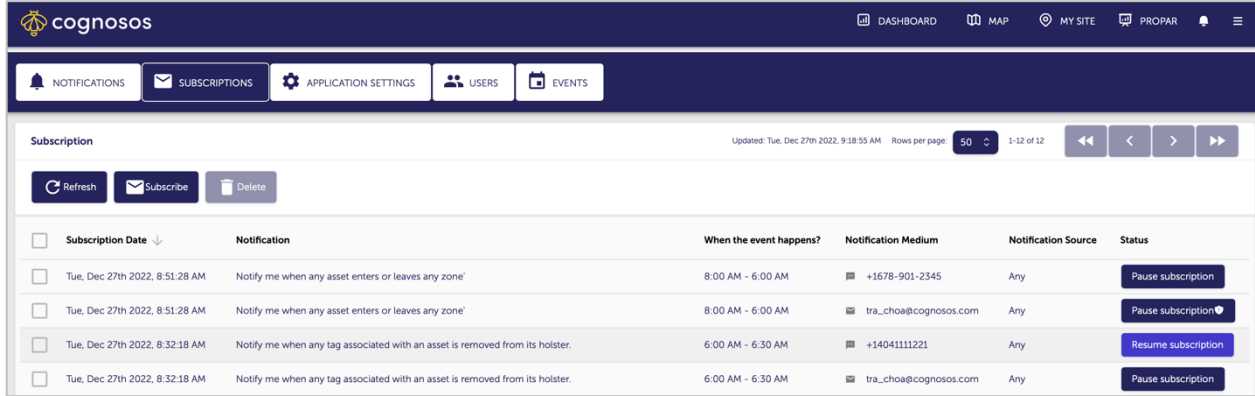 cognosos
DASHBOARD MAP MY SITE PROPAR
NOTIFICATIONS SUBSCRIPTIONS APPLICATION SETTINGS USERS EVENTS
Subscription Updated: Tue, Dec 27th 2022, 9:18:55 AM Rows per page: 50 1-12 of 12
Refresh Subscribe Delete
Subscription Date Notification When the event happens? Notification Medium Notification Source Status
Tue, Dec 27th 2022, 8:51:28 AM Notify me when any asset enters or leaves any zone' 8:00 AM - 6:00 AM +1678-901-2345 Any Pause subscription
Tue, Dec 27th 2022, 8:51:28 AM Notify me when any asset enters or leaves any zone' 8:00 AM - 6:00 AM tra_choa@cognosos.com Any Pause subscription
Tue, Dec 27th 2022, 8:32:18 AM Notify me when any tag associated with an asset is removed from its holster. 6:00 AM - 6:30 AM +14041111221 Any Resume subscription
Tue, Dec 27th 2022, 8:32:18 AM Notify me when any tag associated with an asset is removed from its holster. 6:00 AM - 6:30 AM tra_choa@cognosos.com Any Pause subscription